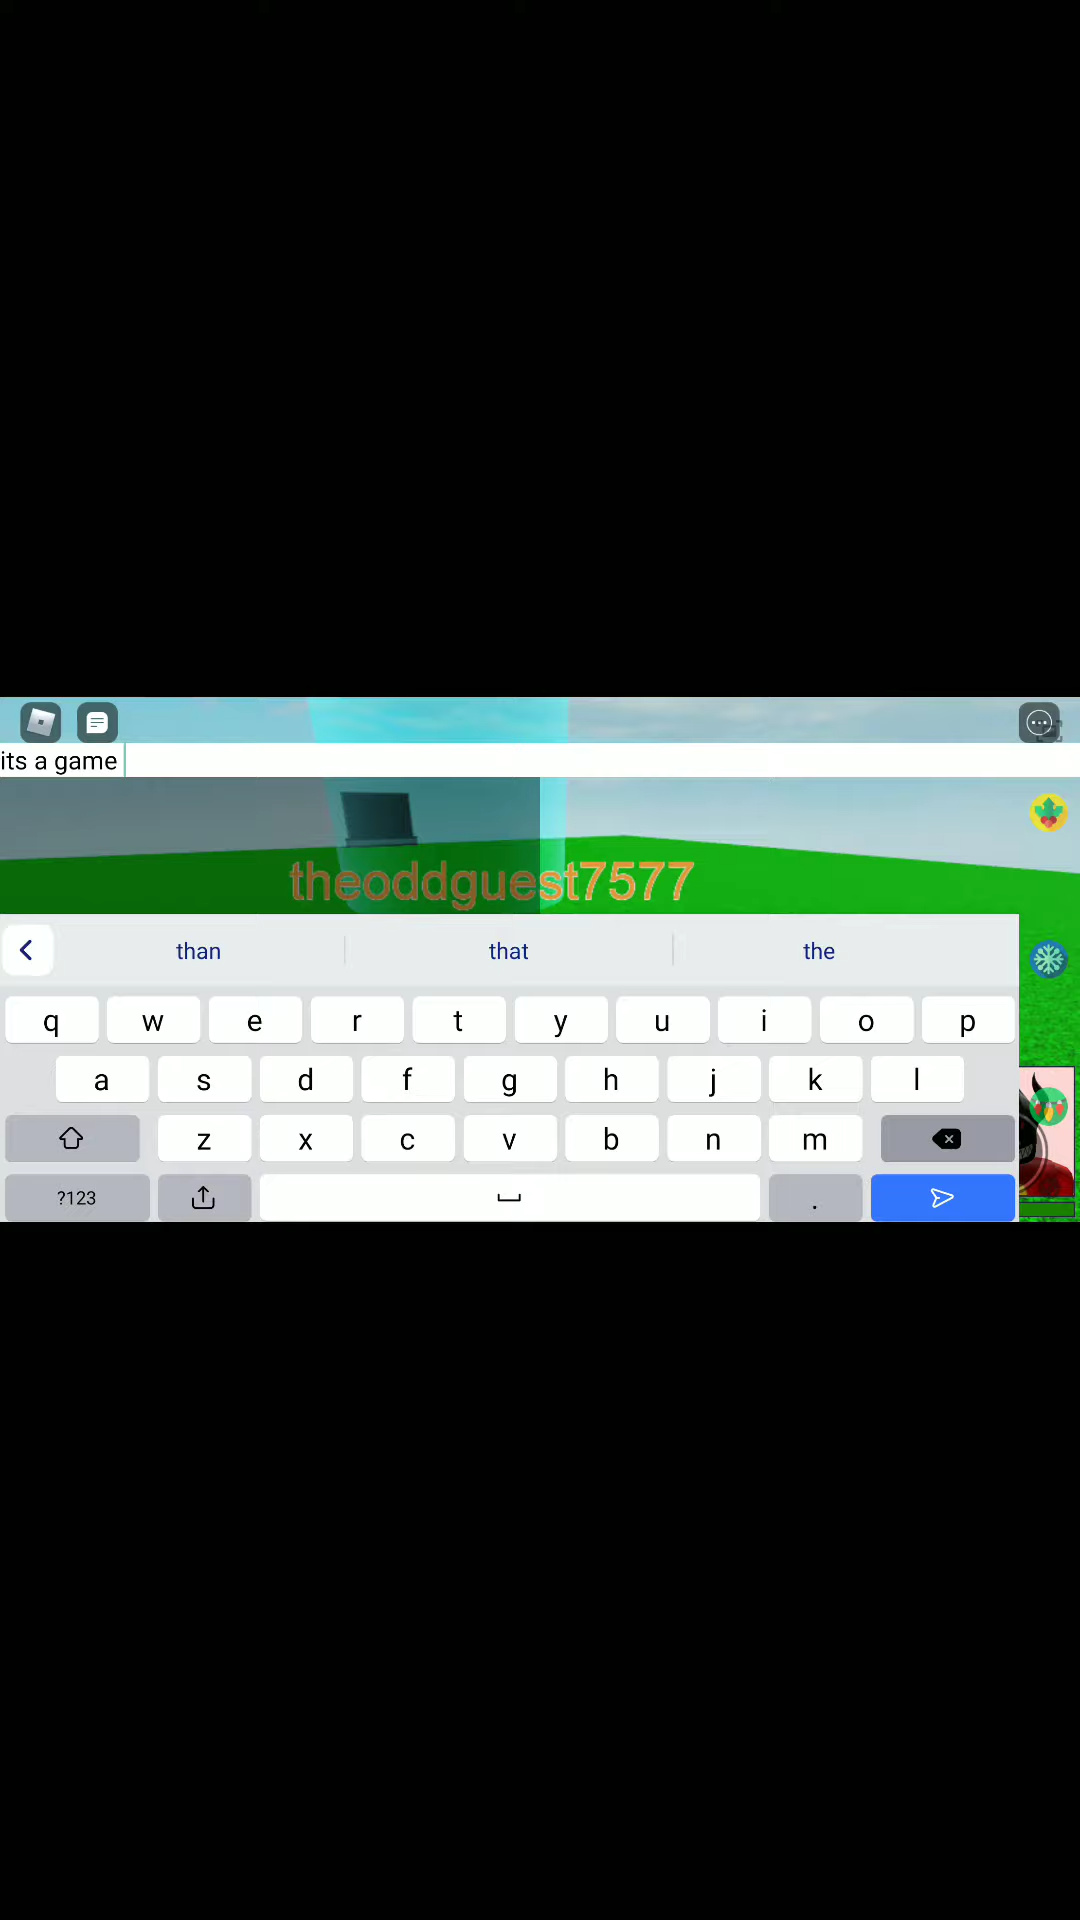 its a game
theoddguest7577
than that the
q w e r t y u i o p
a s d f g h j k l
z x c v b n m
?123 .